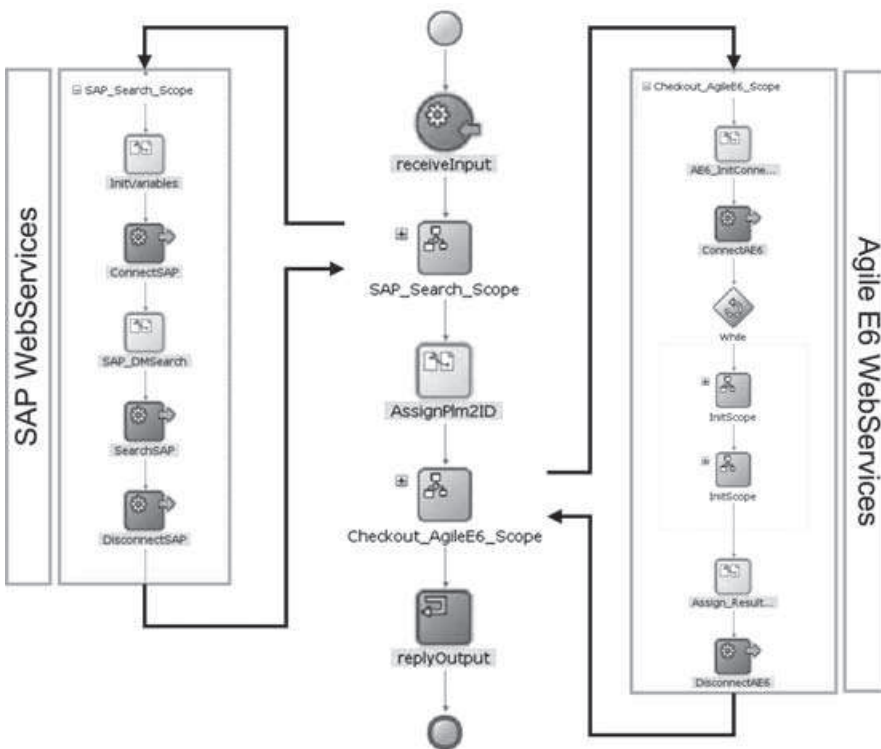 SAP WebServices
SAP_Search_Scope
InitVariables
ConnectSAP
SAP_DMSearch
SearchSAP
DisconnectSAP
receiveInput
SAP_Search_Scope
AssignPlm2ID
Checkout_AgileE6_Scope
replyOutput
Checkout_AgileE6_Scope
AE6_InitConne...
ConnectAE6
While
InitScope
InitScope
Assign_Result...
DisconnectAE6
Agile E6 WebServices